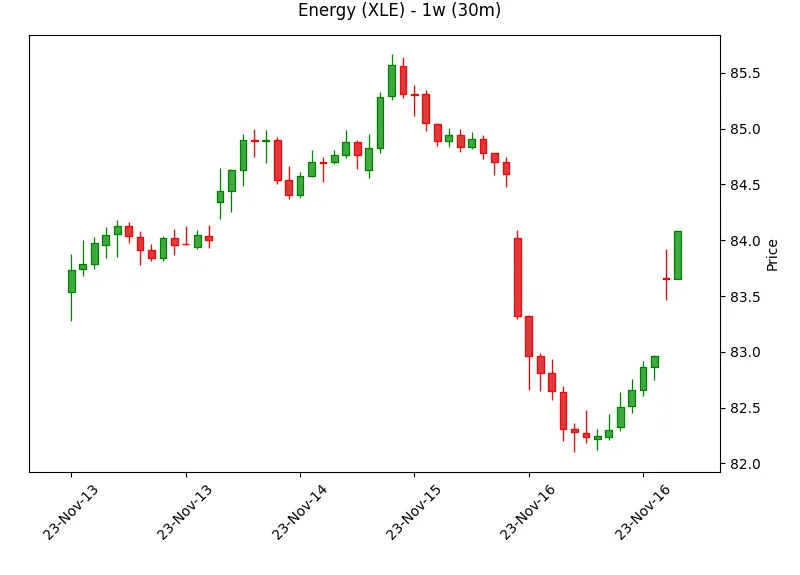 Energy (XLE) - 1w (30m)
85.5
85.0
84.5
84.0
83.5
83.0
82.5
82.0
Price
23-Nov-13
23-Nov-13
23-Nov-14
23-Nov-15
23-Nov-16
23-Nov-16